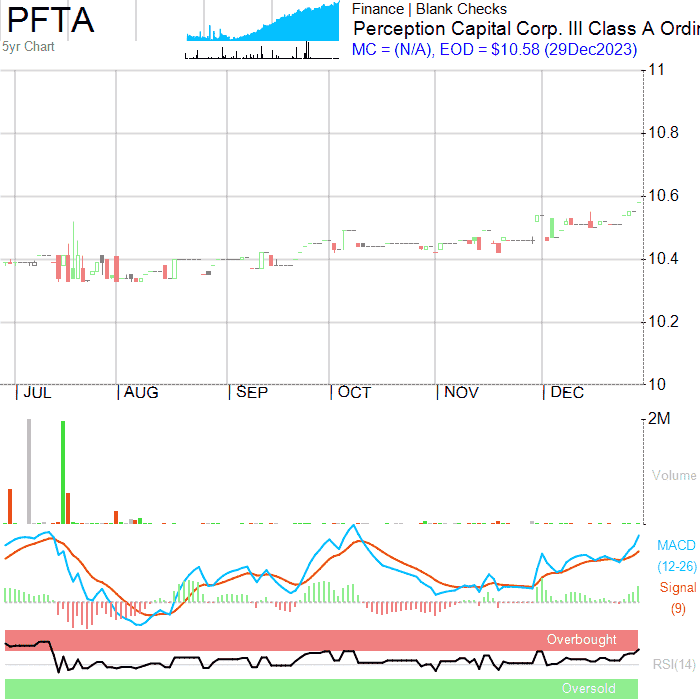 PFTA
5yr Chart
Finance | Blank Checks
Perception Capital Corp. III Class A Ordin
MC = (N/A), EOD = $10.58 (29Dec2023)
11
10.8
10.6
10.4
10.2
10
JUL AUG SEP OCT NOV DEC
2M
Volume
MACD
(12-26)
Signal
(9)
Overbought
RSI(14)
Oversold